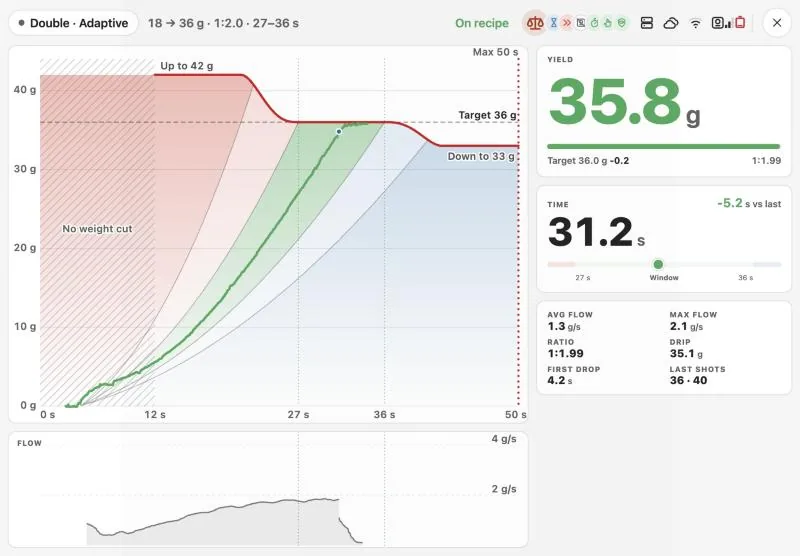 Double · Adaptive
18 → 36 g · 1:2.0 · 27–36 s
On recipe
Max 50 s
Up to 42 g
40 g
Target 36 g
Down to 33 g
30 g
No weight cut
20 g
10 g
0 g
0 s
12 s
27 s
36 s
50 s
FLOW
4 g/s
2 g/s
YIELD
35.8 g
Target 36.0 g -0.2
1:1.99
TIME
-5.2 s vs last
31.2 s
27 s
Window
36 s
AVG FLOW
MAX FLOW
1.3 g/s
2.1 g/s
RATIO
DRIP
1:1.99
35.1 g
FIRST DROP
LAST SHOTS
4.2 s
36 · 40